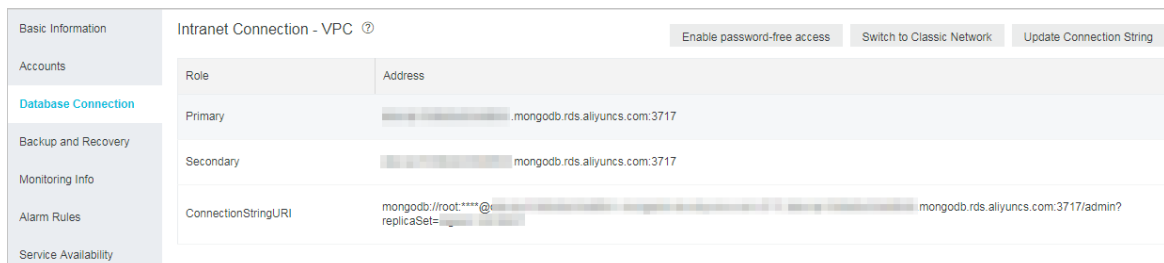 Basic Information
Accounts
Database Connection
Backup and Recovery
Monitoring Info
Alarm Rules
Service Availability
Intranet Connection - VPC ?
Enable password-free access Switch to Classic Network Update Connection String
Role Address
Primary .mongodb.rds.aliyuncs.com:3717
Secondary mongodb.rds.aliyuncs.com:3717
ConnectionStringURI mongodb://root:****@ mongodb.rds.aliyuncs.com:3717/admin?
replicaSet=